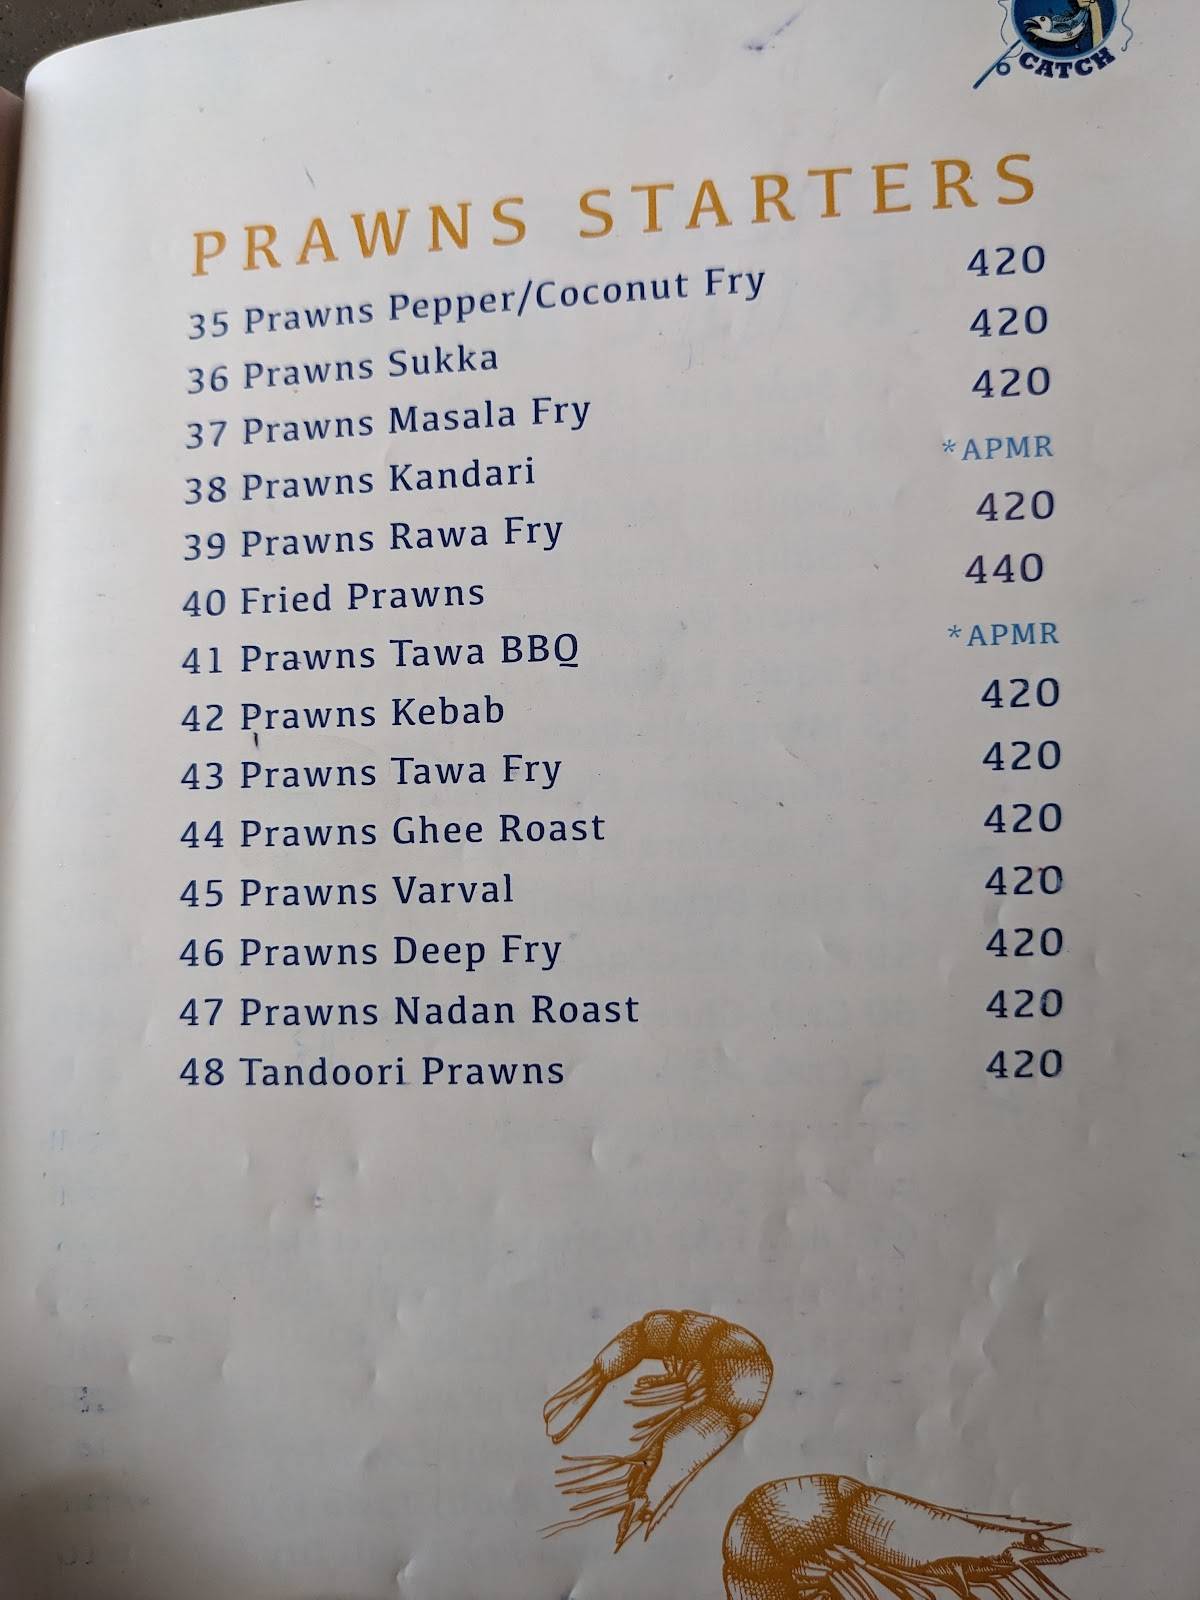 CATCH
PRAWNS STARTERS
35 Prawns Pepper/Coconut Fry 420
36 Prawns Sukka 420
37 Prawns Masala Fry 420
38 Prawns Kandari *APMR
39 Prawns Rawa Fry 420
40 Fried Prawns 440
41 Prawns Tawa BBQ *APMR
42 Prawns Kebab 420
43 Prawns Tawa Fry 420
44 Prawns Ghee Roast 420
45 Prawns Varval 420
46 Prawns Deep Fry 420
47 Prawns Nadan Roast 420
48 Tandoori Prawns 420